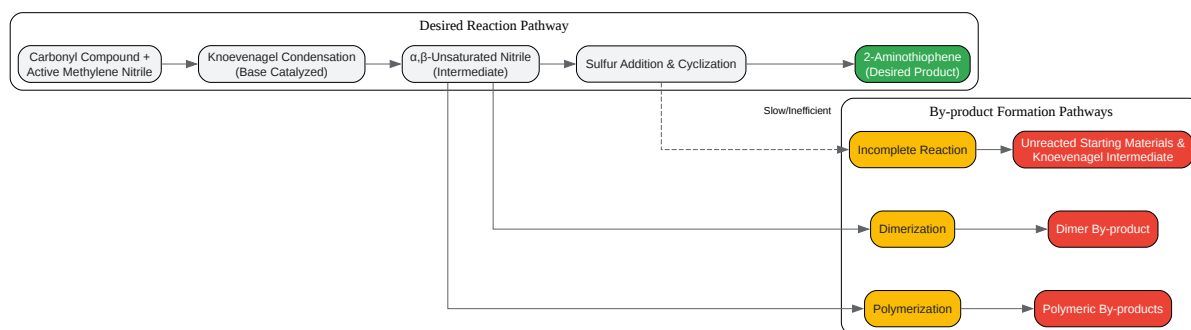 Desired Reaction Pathway
Carbonyl Compound +
Active Methylene Nitrile
Knoevenagel Condensation
(Base Catalyzed)
α,β-Unsaturated Nitrile
(Intermediate)
Sulfur Addition & Cyclization
2-Aminothiophene
(Desired Product)
Slow/Inefficient
By-product Formation Pathways
Incomplete Reaction
Unreacted Starting Materials &
Knoevenagel Intermediate
Dimerization
Dimer By-product
Polymerization
Polymeric By-products